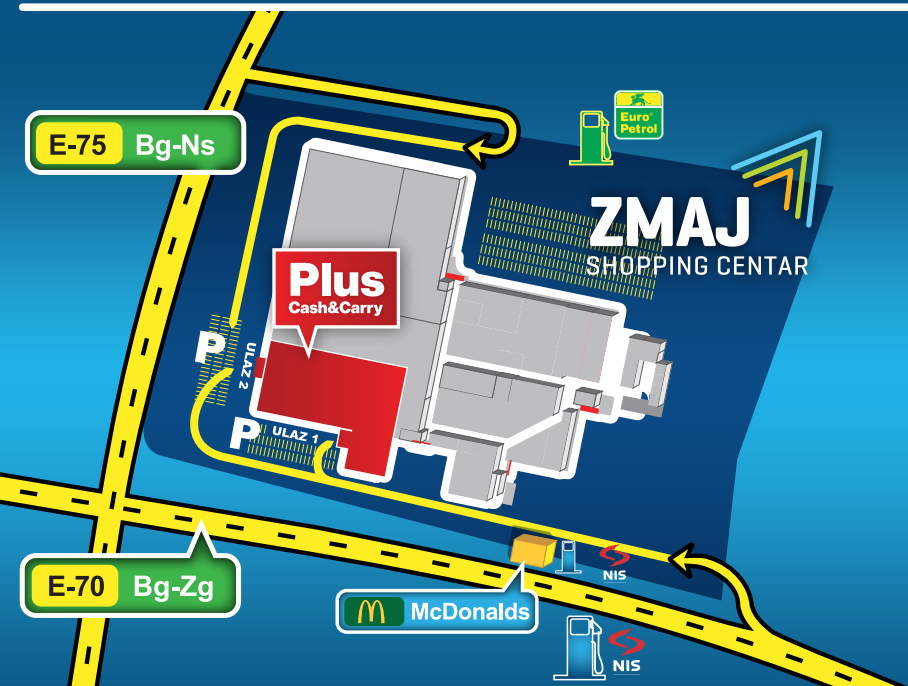 E-75 Bg-Ns
Euro®
Petrol
ZMAJ
SHOPPING CENTAR
Plus
Cash&Carry
P
ULAZ 2
P
ULAZ 1
E-70 Bg-Zg
NIS
McDonalds
NIS